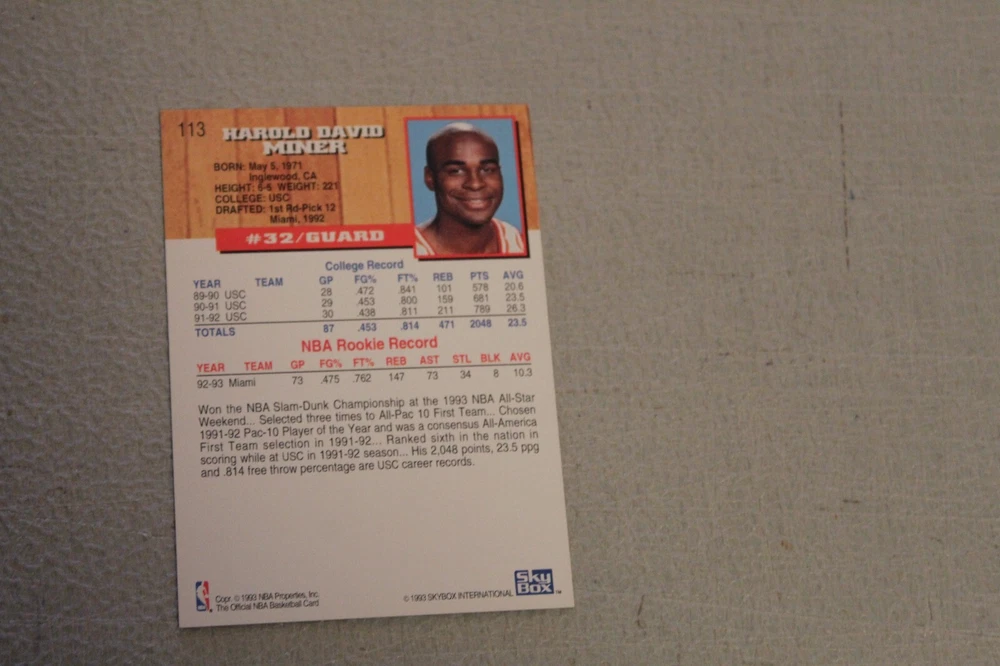 113
HAROLD DAVID
MINER
BORN: May 5, 1971
Inglewood, CA
HEIGHT: 6-5 WEIGHT: 221
COLLEGE: USC
DRAFTED: 1st Rd-Pick 12
Miami, 1992
#32/GUARD
College Record
YEAR TEAM GP FG% FT% REB PTS AVG
89-90 USC 28 .472 .841 101 578 20.6
90-91 USC 29 .453 .800 159 681 23.5
91-92 USC 30 .438 .811 211 789 26.3
TOTALS 87 .453 .814 471 2048 23.5
NBA Rookie Record
YEAR TEAM GP FG% FT% REB AST STL BLK AVG
92-93 Miami 73 .475 .762 147 73 34 8 10.3
Won the NBA Slam-Dunk Championship at the 1993 NBA All-Star
Weekend... Selected three times to All-Pac 10 First Team... Chosen
1991-92 Pac-10 Player of the Year and was a consensus All-America
First Team selection in 1991-92... Ranked sixth in the nation in
scoring while at USC in 1991-92 season... His 2,048 points, 23.5 ppg
and .814 free throw percentage are USC career records.
Copr. © 1993 NBA Properties, Inc.
The Official NBA Basketball Card
© 1993 SKYBOX INTERNATIONAL
SkyBox™